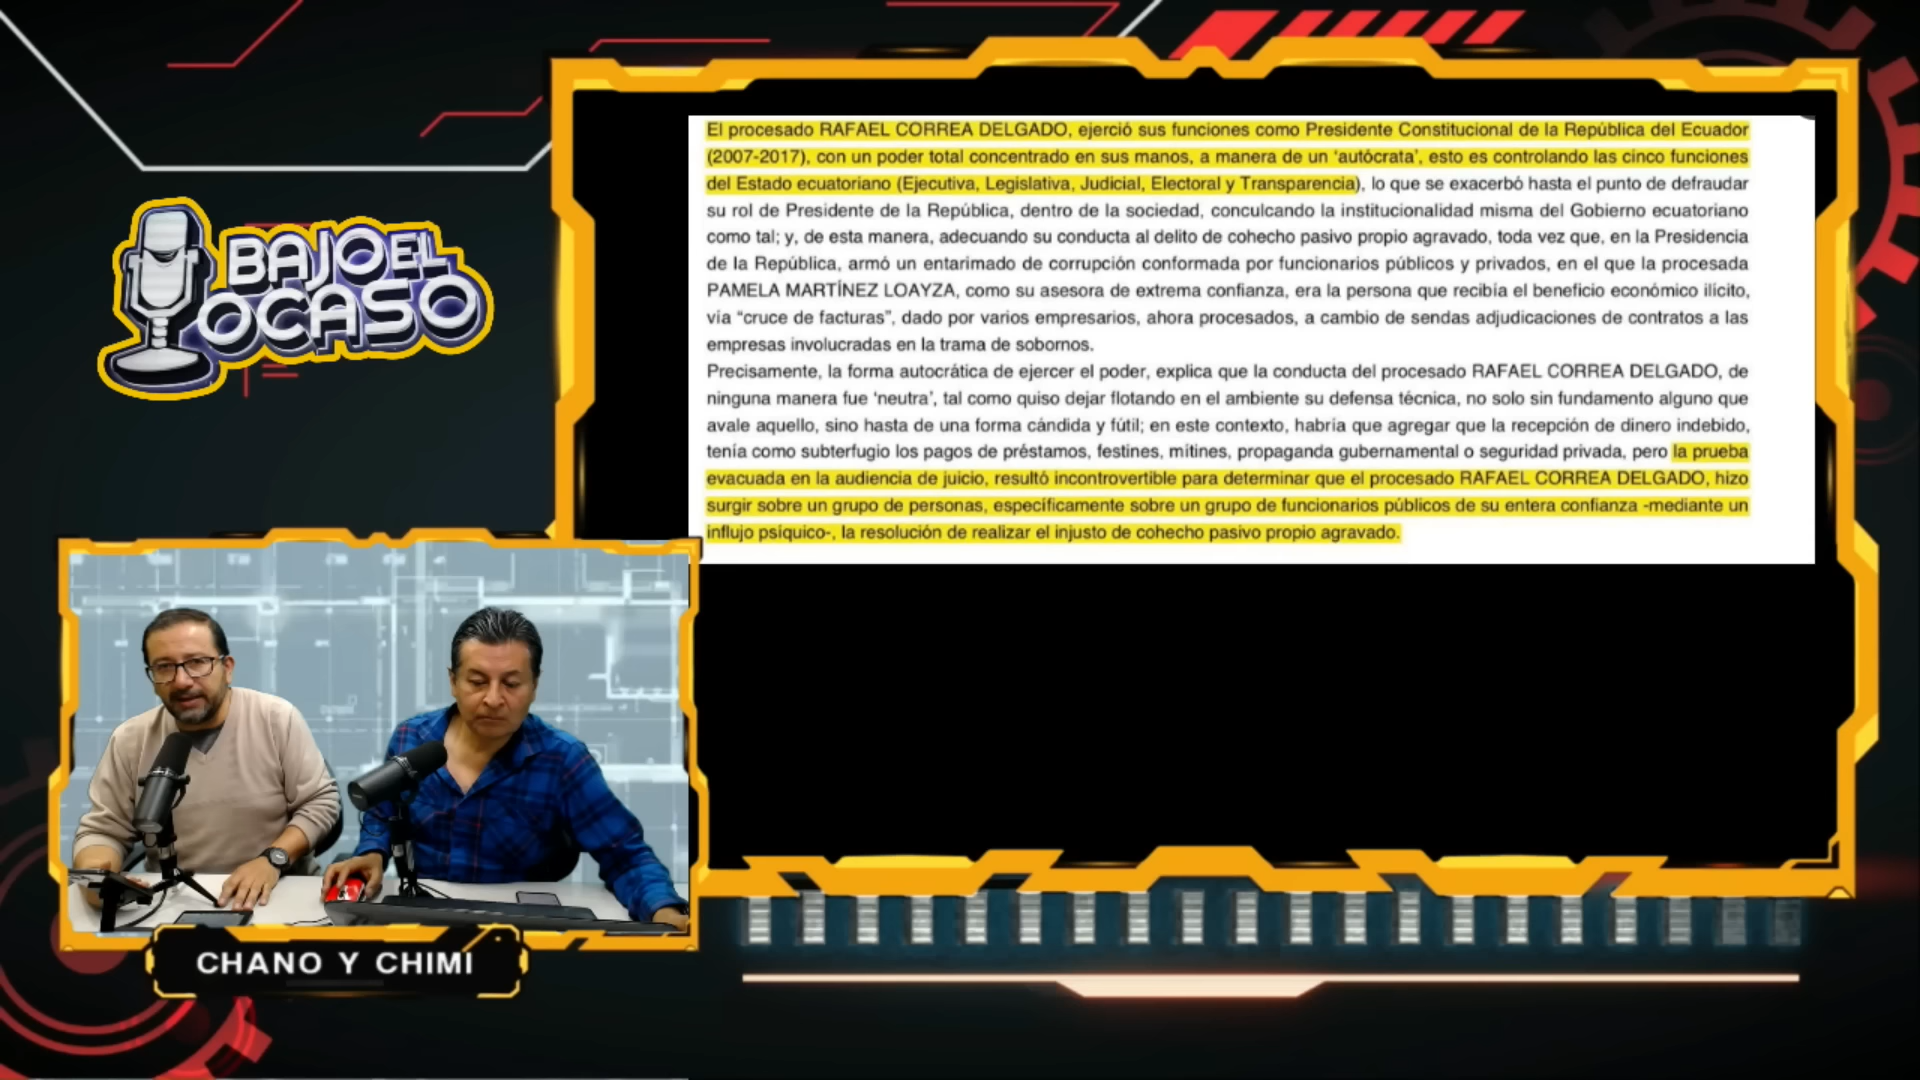 El procesado RAFAEL CORREA DELGADO, ejerció sus funciones como Presidente Constitucional de la República del Ecuador
(2007-2017), con un poder total concentrado en sus manos, a manera de un 'autócrata', esto es controlando las cinco funciones
del Estado ecuatoriano (Ejecutiva, Legislativa, Judicial, Electoral y Transparencia), lo que se exacerbó hasta el punto de defraudar
su rol de Presidente de la República, dentro de la sociedad, conculcando la institucionalidad misma del Gobierno ecuatoriano
como tal; y, de esta manera, adecuando su conducta al delito de cohecho pasivo propio agravado, toda vez que, en la Presidencia
de la República, armó un entarimado de corrupción conformada por funcionarios públicos y privados, en el que la procesada
PAMELA MARTÍNEZ LOAYZA, como su asesora de extrema confianza, era la persona que recibía el beneficio económico ilícito,
vía “cruce de facturas”, dado por varios empresarios, ahora procesados, a cambio de sendas adjudicaciones de contratos a las
empresas involucradas en la trama de sobornos.
Precisamente, la forma autocrática de ejercer el poder, explica que la conducta del procesado RAFAEL CORREA DELGADO, de
ninguna manera fue 'neutra', tal como quiso dejar flotando en el ambiente su defensa técnica, no solo sin fundamento alguno que
avale aquello, sino hasta de una forma cándida y fútil; en este contexto, habría que agregar que la recepción de dinero indebido,
tenía como subterfugio los pagos de préstamos, festines, mítines, propaganda gubernamental o seguridad privada, pero la prueba
evacuada en la audiencia de juicio, resultó incontrovertible para determinar que el procesado RAFAEL CORREA DELGADO, hizo
surgir sobre un grupo de personas, específicamente sobre un grupo de funcionarios públicos de su entera confianza -mediante un
influjo psíquico-, la resolución de realizar el injusto de cohecho pasivo propio agravado.
BAJO EL
OCASO
CHANO Y CHIMI